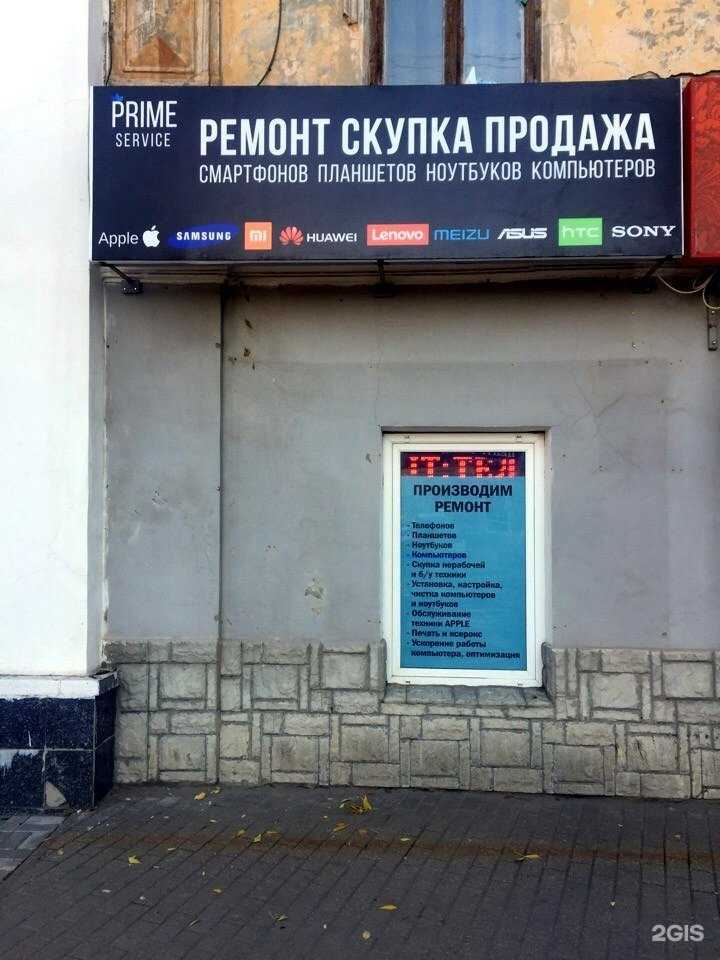 PRIME
SERVICE
РЕМОНТ СКУПКА ПРОДАЖА
СМАРТФОНОВ ПЛАНШЕТОВ НОУТБУКОВ КОМПЬЮТЕРОВ
Apple SAMSUNG mi HUAWEI Lenovo MEIZU ASUS hTC SONY
IT:ТЕЛ
ПРОИЗВОДИМ
РЕМОНТ
- Телефонов
- Планшетов
- Ноутбуков
- Компьютеров
- Скупка нерабочей
и б/у техники
- Установка, настройка,
чистка компьютеров
и ноутбуков
- Обслуживание
техники APPLE
- Печать и ксерокс
- Ускорение работы
компьютера, оптимизация
2GIS